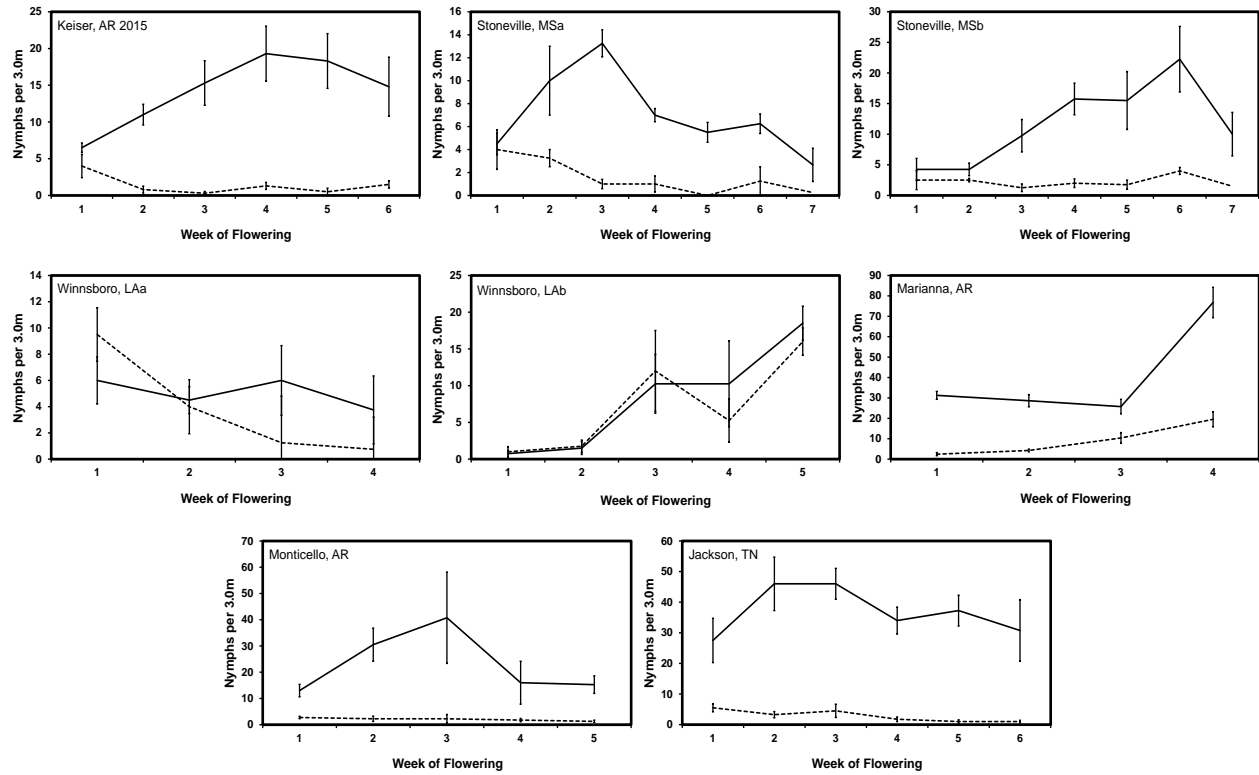 Keiser, AR 2015
Nymphs per 3.0m
25
20
15
10
5
0
1 2 3 4 5 6
Week of Flowering
Stoneville, MSa
Nymphs per 3.0m
16
14
12
10
8
6
4
2
0
1 2 3 4 5 6 7
Week of Flowering
Stoneville, MSb
Nymphs per 3.0m
30
25
20
15
10
5
0
1 2 3 4 5 6 7
Week of Flowering
Winnsboro, LAa
Nymphs per 3.0m
14
12
10
8
6
4
2
0
1 2 3 4
Week of Flowering
Winnsboro, LAb
Nymphs per 3.0m
25
20
15
10
5
0
1 2 3 4 5
Week of Flowering
Marianna, AR
Nymphs per 3.0m
90
80
70
60
50
40
30
20
10
0
1 2 3 4
Week of Flowering
Monticello, AR
Nymphs per 3.0m
70
60
50
40
30
20
10
0
1 2 3 4 5
Week of Flowering
Jackson, TN
Nymphs per 3.0m
60
50
40
30
20
10
0
1 2 3 4 5 6
Week of Flowering